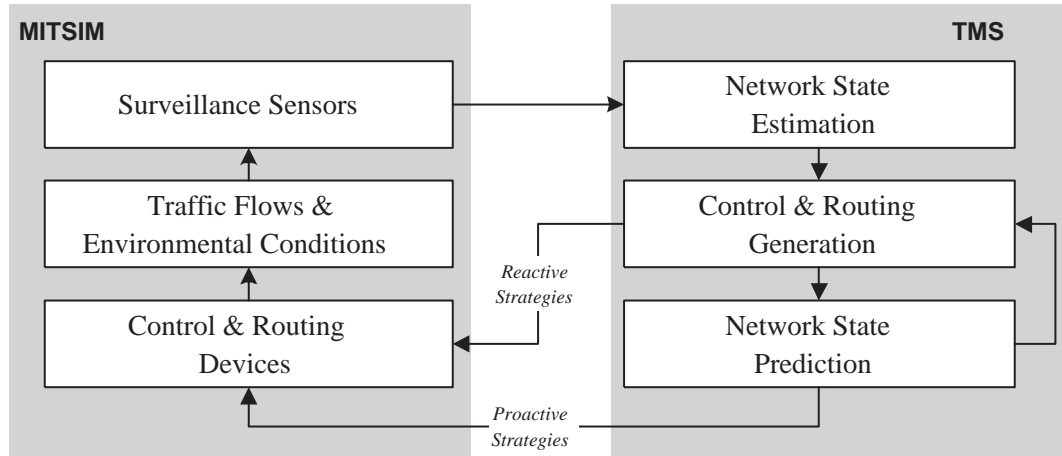 MITSIM
TMS
Surveillance Sensors
Network State
Estimation
Traffic Flows &
Environmental Conditions
Control & Routing
Generation
Reactive
Strategies
Control & Routing
Devices
Network State
Prediction
Proactive
Strategies